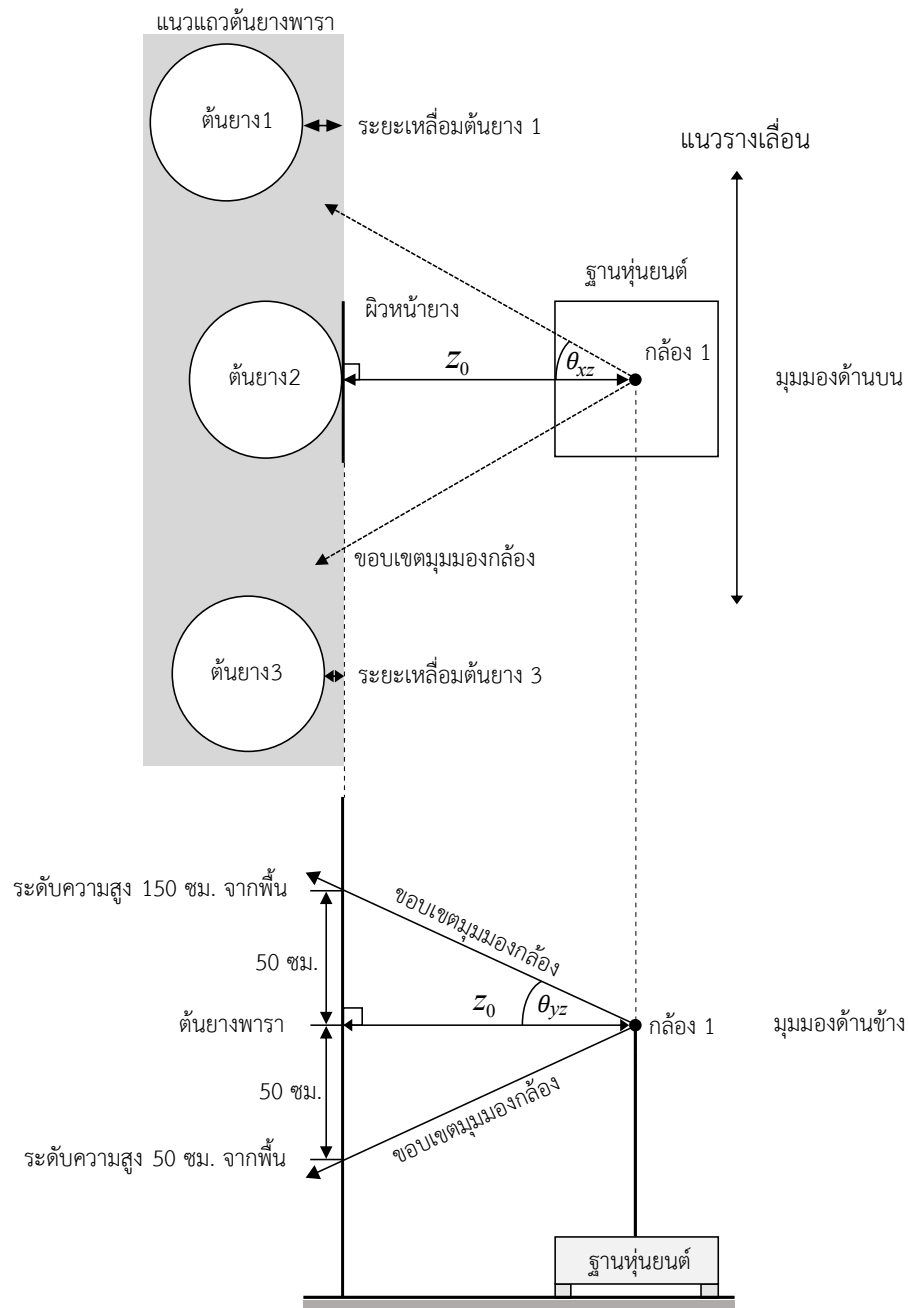 แนวแถวต้นยางพารา
ต้นยาง1
ระยะเหลื่อมต้นยาง 1
แนวรางเลื่อน
ฐานหุ่นยนต์
ผิวหน้ายาง
กล้อง 1
ต้นยาง2
z₀
θxz
มุมมองด้านบน
ขอบเขตมุมมองกล้อง
ต้นยาง3
ระยะเหลื่อมต้นยาง 3
ระดับความสูง 150 ซม. จากพื้น
ขอบเขตมุมมองกล้อง
50 ซม.
z₀
θyz
ต้นยางพารา
กล้อง 1
มุมมองด้านข้าง
50 ซม.
ขอบเขตมุมมองกล้อง
ระดับความสูง 50 ซม. จากพื้น
ฐานหุ่นยนต์